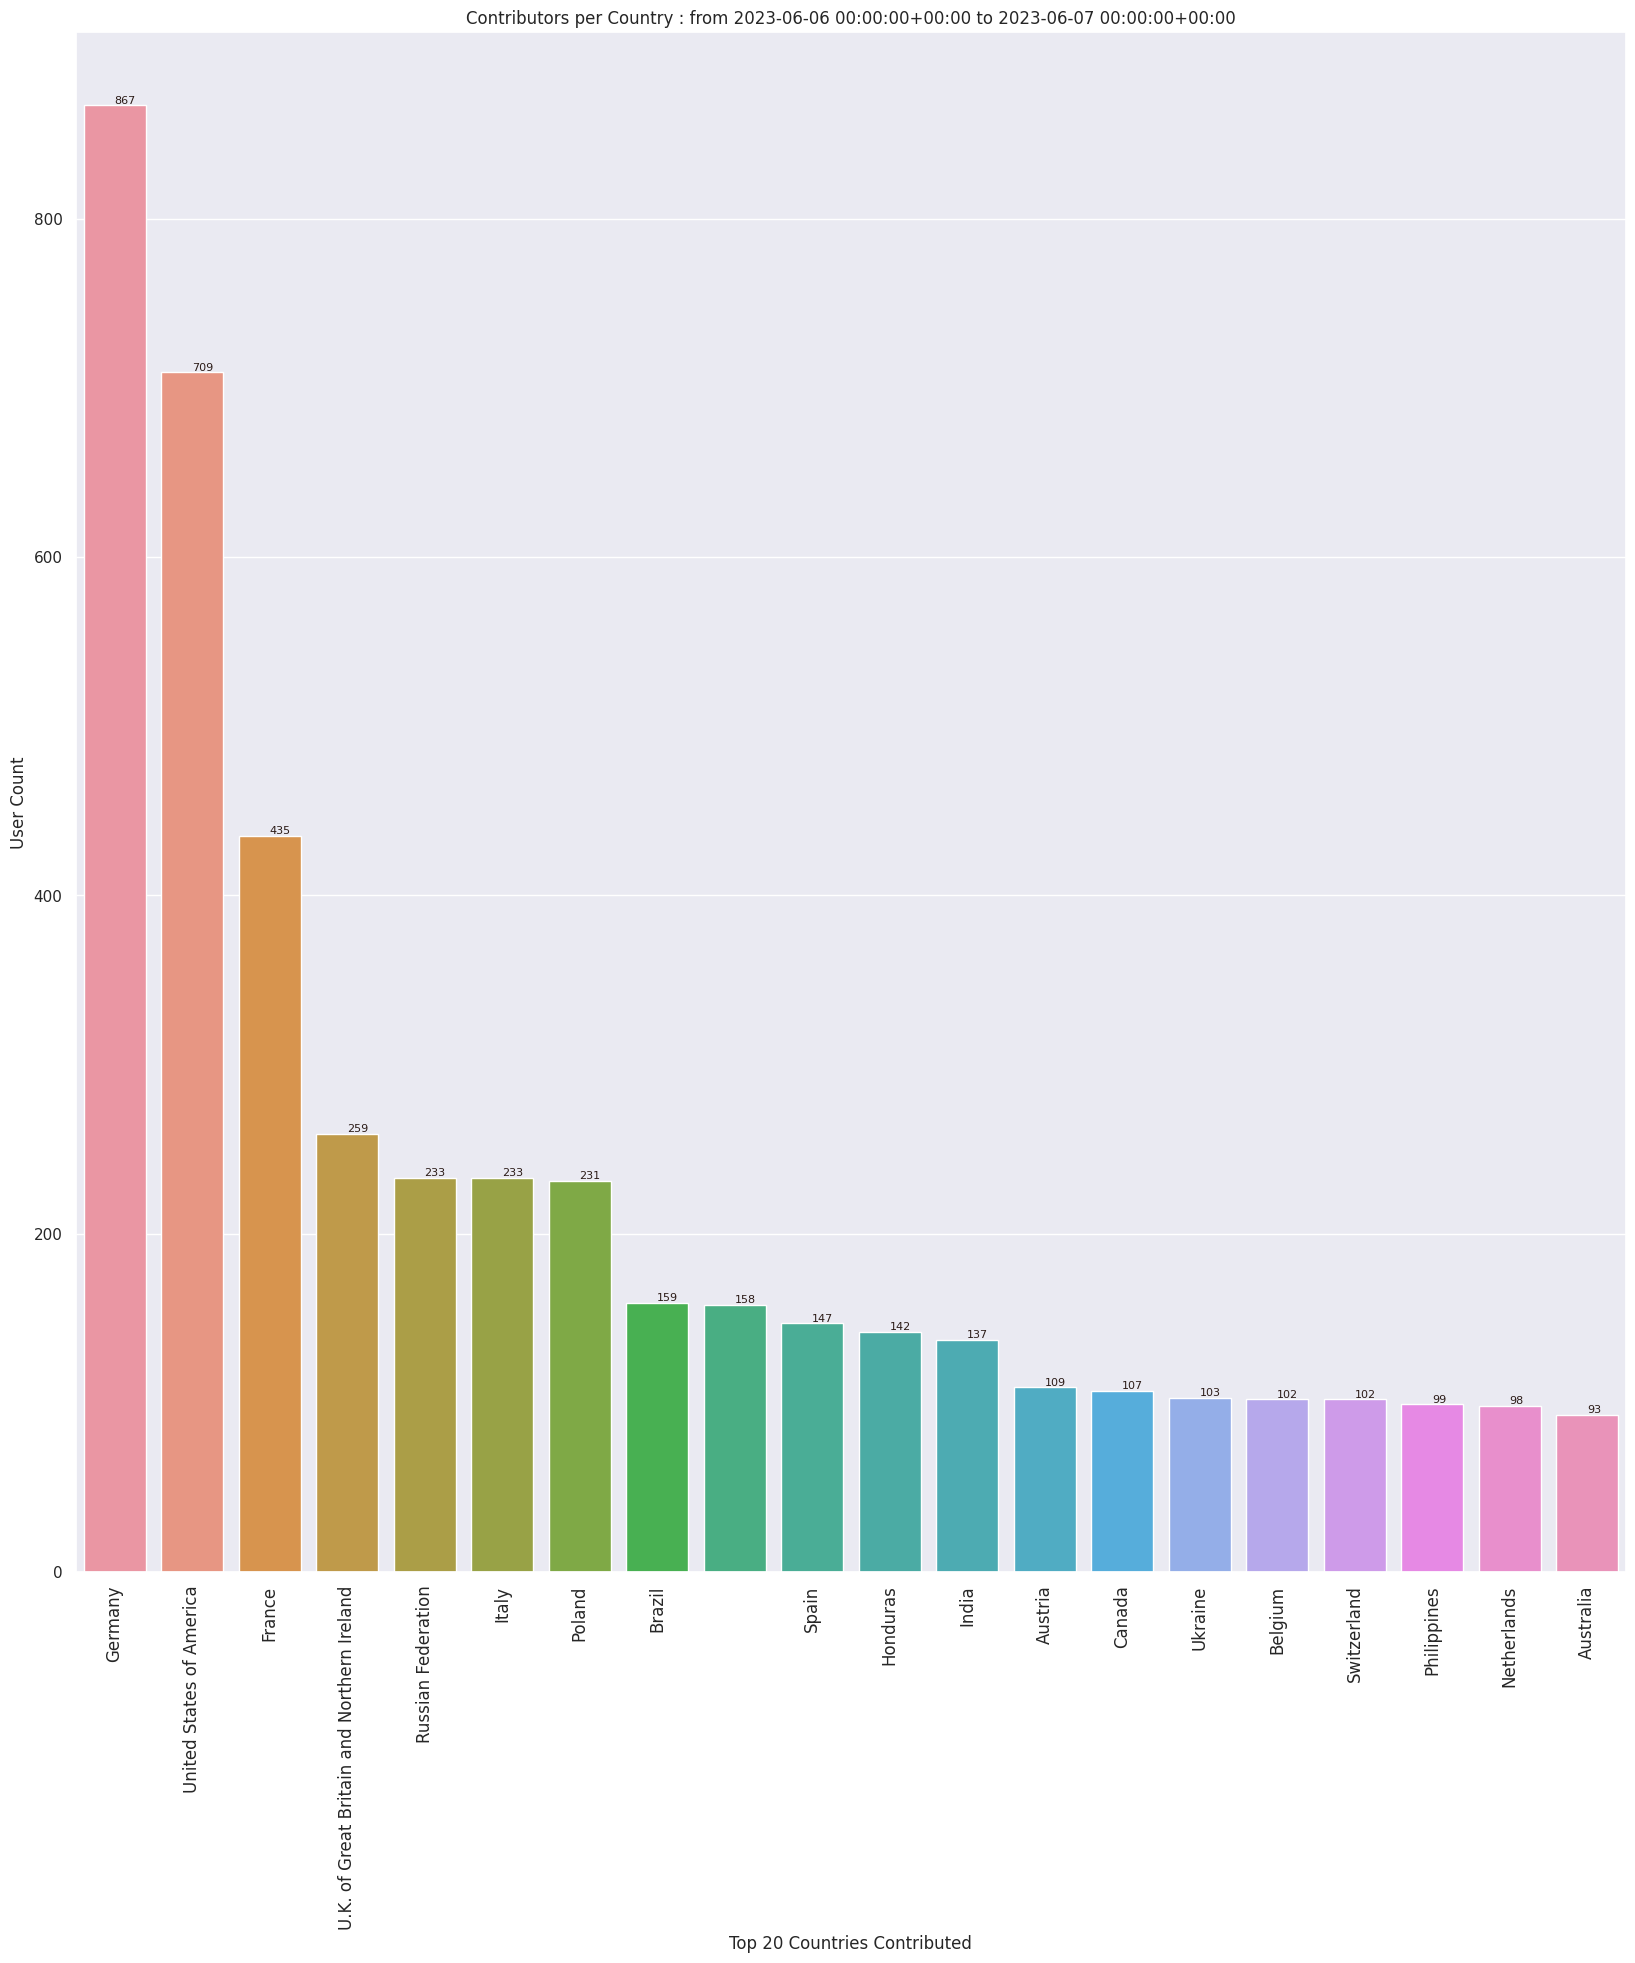 Contributors per Country : from 2023-06-06 00:00:00+00:00 to 2023-06-07 00:00:00+00:00
User Count
800
600
400
200
0
867
709
435
259
233
233
231
159
158
147
142
137
109
107
103
102
102
99
98
93
Germany
United States of America
France
U.K. of Great Britain and Northern Ireland
Russian Federation
Italy
Poland
Brazil
Spain
Honduras
India
Austria
Canada
Ukraine
Belgium
Switzerland
Philippines
Netherlands
Australia
Top 20 Countries Contributed